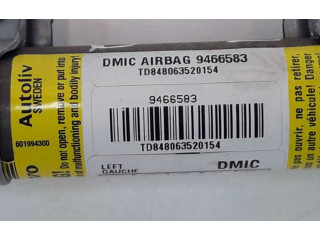 DMIC AIRBAG 9466583
TD848063520154
9466583
TD848063520154
LEFT
GAUCHE
DMIC
Autoliv
SWEDEN
601994300
Do not open, remove or put into
malfunctioning and bodily injury!
ne pas retirer,
un autre véhicule! Danger